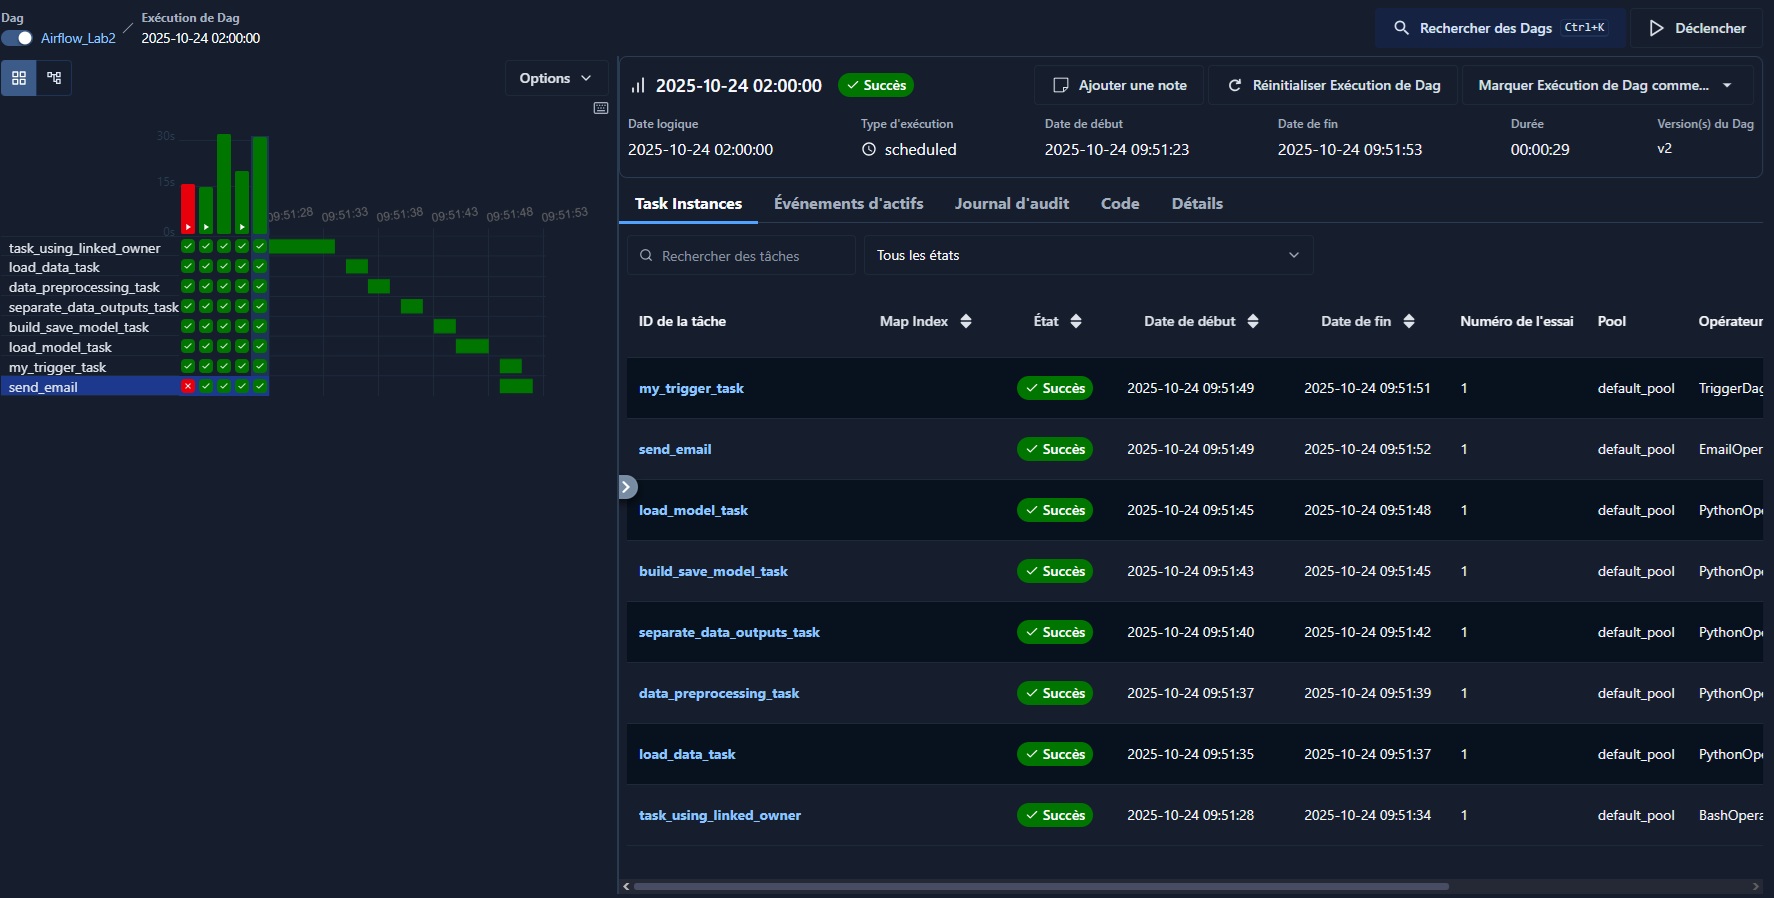 Dag
Airflow_Lab2
/
Exécution de Dag
2025-10-24 02:00:00
Rechercher des Dags Ctrl+K
Déclencher
Options
30s
15s
0s
09:51:28 09:51:33 09:51:38 09:51:43 09:51:48 09:51:53
task_using_linked_owner
load_data_task
data_preprocessing_task
separate_data_outputs_task
build_save_model_task
load_model_task
my_trigger_task
send_email
2025-10-24 02:00:00 Succès
Ajouter une note
Réinitialiser Exécution de Dag
Marquer Exécution de Dag comme...
Date logique Type d'exécution Date de début Date de fin Durée Version(s) du Dag
2025-10-24 02:00:00 scheduled 2025-10-24 09:51:23 2025-10-24 09:51:53 00:00:29 v2
Task Instances Événements d'actifs Journal d'audit Code Détails
Rechercher des tâches
Tous les états
ID de la tâche Map Index État Date de début Date de fin Numéro de l'essai Pool Opérateur
my_trigger_task Succès 2025-10-24 09:51:49 2025-10-24 09:51:51 1 default_pool TriggerDag
send_email Succès 2025-10-24 09:51:49 2025-10-24 09:51:52 1 default_pool EmailOper
load_model_task Succès 2025-10-24 09:51:45 2025-10-24 09:51:48 1 default_pool PythonOpe
build_save_model_task Succès 2025-10-24 09:51:43 2025-10-24 09:51:45 1 default_pool PythonOpe
separate_data_outputs_task Succès 2025-10-24 09:51:40 2025-10-24 09:51:42 1 default_pool PythonOpe
data_preprocessing_task Succès 2025-10-24 09:51:37 2025-10-24 09:51:39 1 default_pool PythonOpe
load_data_task Succès 2025-10-24 09:51:35 2025-10-24 09:51:37 1 default_pool PythonOpe
task_using_linked_owner Succès 2025-10-24 09:51:28 2025-10-24 09:51:34 1 default_pool BashOpera